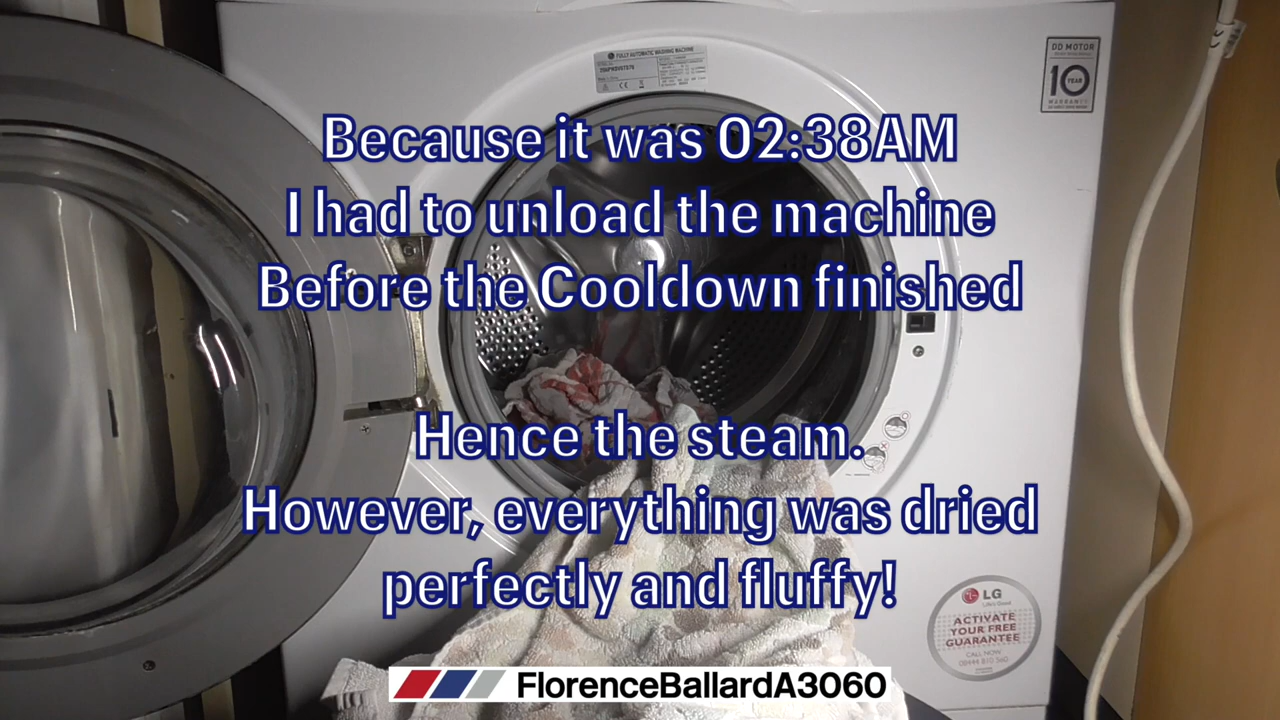 FULLY AUTOMATIC WASHING MACHINE
DD MOTOR
10 YEAR
WARRANTY
Because it was 02:38AM
I had to unload the machine
Before the Cooldown finished
Hence the steam.
However, everything was dried
perfectly and fluffy!
LG
Life's Good
ACTIVATE
YOUR FREE
GUARANTEE
CALL NOW
FlorenceBallardA3060